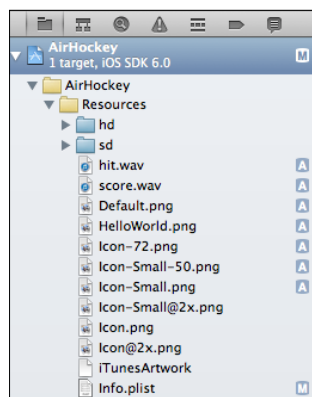 AirHockey
1 target, iOS SDK 6.0 M
AirHockey
Resources
hd
sd
hit.wav A
score.wav A
Default.png A
HelloWorld.png A
Icon-72.png A
Icon-Small-50.png A
Icon-Small.png A
Icon-Small@2x.png
Icon.png
Icon@2x.png
iTunesArtwork
Info.plist M